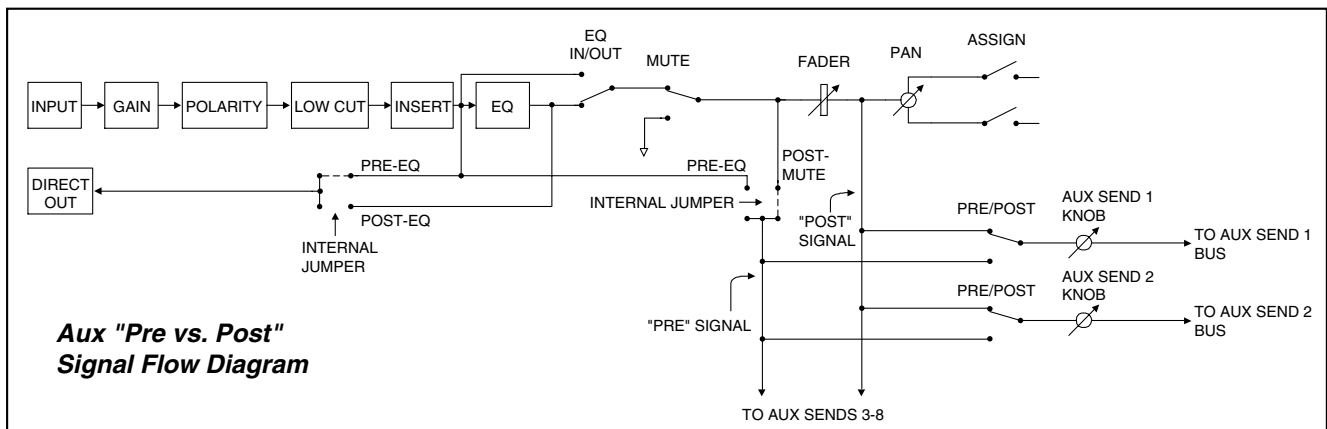 EQ
IN/OUT
MUTE
FADER
PAN
ASSIGN
INPUT
GAIN
POLARITY
LOW CUT
INSERT
EQ
DIRECT
OUT
PRE-EQ
POST-EQ
INTERNAL
JUMPER
PRE-EQ
POST-
MUTE
INTERNAL JUMPER
"POST"
SIGNAL
PRE/POST
AUX SEND 1
KNOB
TO AUX SEND 1
BUS
"PRE" SIGNAL
PRE/POST
AUX SEND 2
KNOB
TO AUX SEND 2
BUS
Aux "Pre vs. Post"
Signal Flow Diagram
TO AUX SENDS 3-8